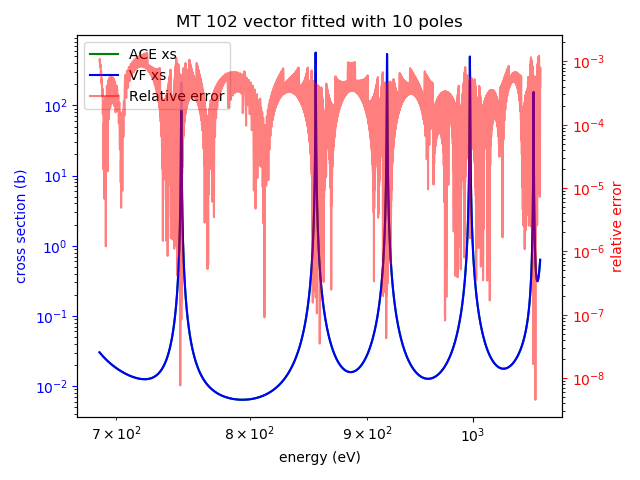 MT 102 vector fitted with 10 poles
ACE xs
VF xs
Relative error
cross section (b)
10²
10¹
10⁰
10⁻¹
10⁻²
relative error
10⁻³
10⁻⁴
10⁻⁵
10⁻⁶
10⁻⁷
10⁻⁸
7 × 10² 8 × 10² 9 × 10² 10³
energy (eV)